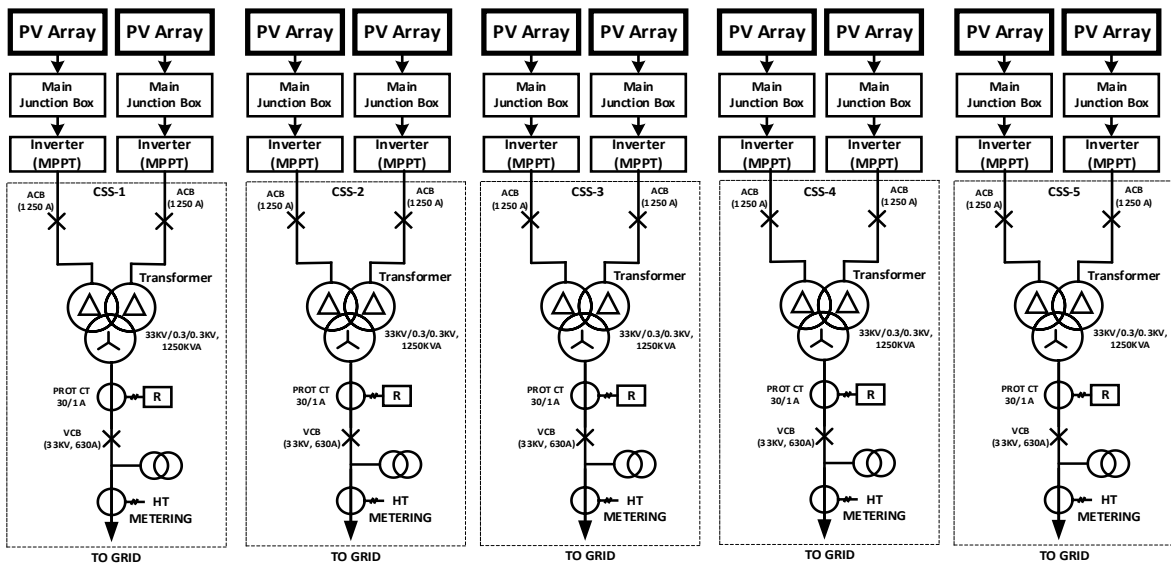 PV Array PV Array PV Array PV Array PV Array PV Array PV Array PV Array PV Array PV Array
Main Junction Box Main Junction Box Main Junction Box Main Junction Box Main Junction Box Main Junction Box Main Junction Box Main Junction Box Main Junction Box Main Junction Box
Inverter (MPPT) Inverter (MPPT) Inverter (MPPT) Inverter (MPPT) Inverter (MPPT) Inverter (MPPT) Inverter (MPPT) Inverter (MPPT) Inverter (MPPT) Inverter (MPPT)
CSS-1
ACB
(1250 A)
ACB
(1250 A)
Transformer
33KV/0.3/0.3KV,
1250KVA
PROT CT
30/1 A
R
VCB
(33KV, 630A)
HT
METERING
TO GRID
CSS-2
ACB
(1250 A)
ACB
(1250 A)
Transformer
33KV/0.3/0.3KV,
1250KVA
PROT CT
30/1 A
R
VCB
(33KV, 630A)
HT
METERING
TO GRID
CSS-3
ACB
(1250 A)
ACB
(1250 A)
Transformer
33KV/0.3/0.3KV,
1250KVA
PROT CT
30/1 A
R
VCB
(33KV, 630A)
HT
METERING
TO GRID
CSS-4
ACB
(1250 A)
ACB
(1250 A)
Transformer
33KV/0.3/0.3KV,
1250KVA
PROT CT
30/1 A
R
VCB
(33KV, 630A)
HT
METERING
TO GRID
CSS-5
ACB
(1250 A)
ACB
(1250 A)
Transformer
33KV/0.3/0.3KV,
1250KVA
PROT CT
30/1 A
R
VCB
(33KV, 630A)
HT
METERING
TO GRID